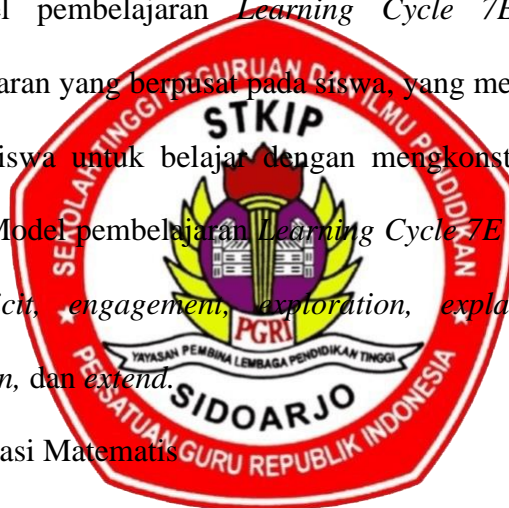 el pembelajaran Learning Cycle 7E
aran yang berpusat pada siswa, yang me
iswa untuk belajar dengan mengkonst
Model pembelajaran Learning Cycle 7E
cit, engagement, exploration, expla
n, dan extend.
asi Matematis
SEKOLAH TINGGI KEGURUAN DAN ILMU PENDIDIKAN
STKIP
PGRI
YAYASAN PEMBINA LEMBAGA PENDIDIKAN TINGGI
SIDOARJO
PERSATUAN GURU REPUBLIK INDONESIA